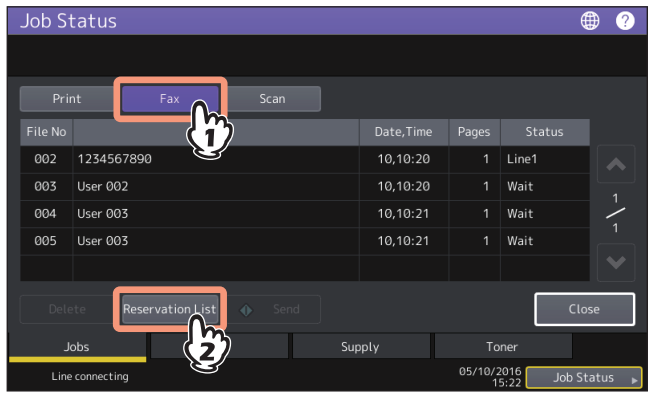 Job Status
?
Print Fax Scan
File No Date,Time Pages Status
002 1234567890 10,10:20 1 Line1
003 User 002 10,10:20 1 Wait
004 User 003 10,10:21 1 Wait
005 User 003 10,10:21 1 Wait
1
1
1
Delete Reservation List Send Close
2
Jobs Supply Toner
Line connecting 05/10/2016
15:22 Job Status